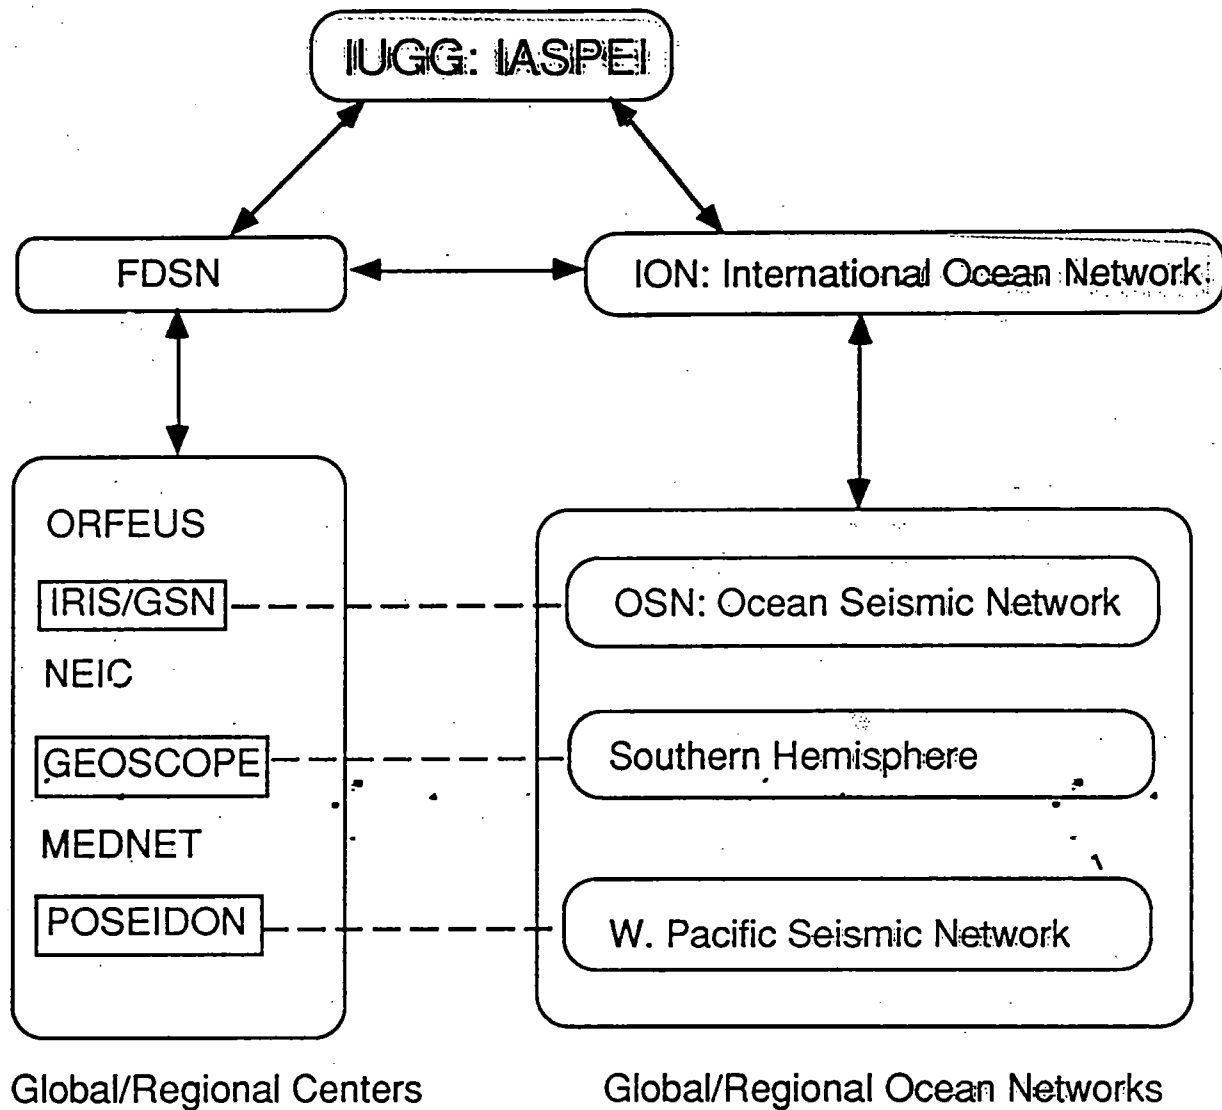 IUGG: IASPEI
FDSN
ION: International Ocean Network
ORFEUS
IRIS/GSN
NEIC
GEOSCOPE
MEDNET
POSEIDON
OSN: Ocean Seismic Network
Southern Hemisphere
W. Pacific Seismic Network
Global/Regional Centers
Global/Regional Ocean Networks